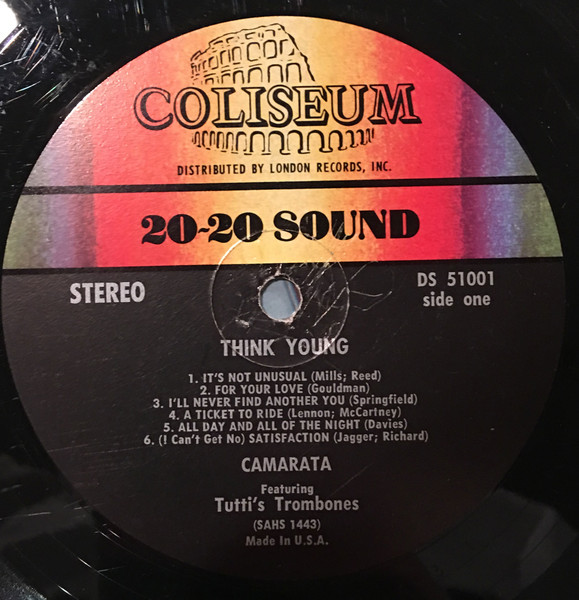 COLISEUM
DISTRIBUTED BY LONDON RECORDS, INC.
20-20 SOUND
STEREO
DS 51001
side one
THINK YOUNG
1. IT'S NOT UNUSUAL (Mills; Reed)
2. FOR YOUR LOVE (Gouldman)
3. I'LL NEVER FIND ANOTHER YOU (Springfield)
4. A TICKET TO RIDE (Lennon; McCartney)
5. ALL DAY AND ALL OF THE NIGHT (Davies)
6. (I Can't Get No) SATISFACTION (Jagger; Richard)
CAMARATA
Featuring
Tutti's Trombones
(SAHS 1443)
Made In U.S.A.